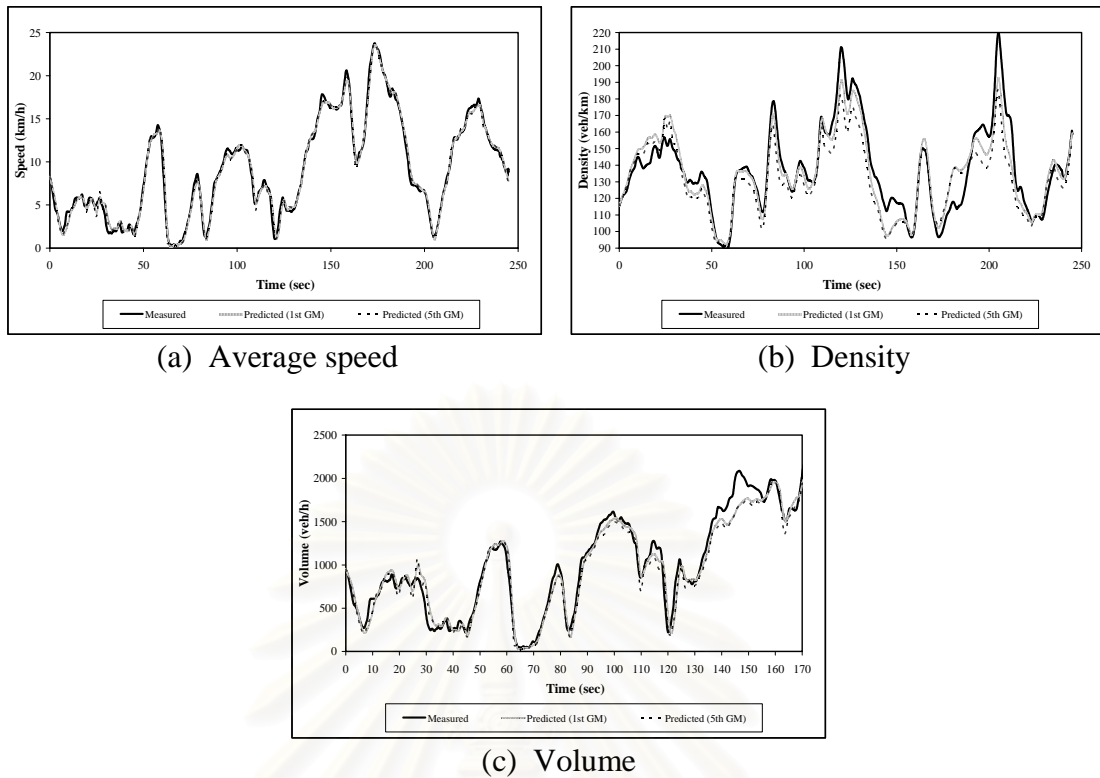 25
20
15
10
5
0
Speed (km/h)
0 50 100 150 200 250
Time (sec)
Measured Predicted (1st GM) Predicted (5th GM)
(a) Average speed
220
210
200
190
180
170
160
150
140
130
120
110
100
90
Density (veh/km)
0 50 100 150 200 250
Time (sec)
Measured Predicted (1st GM) Predicted (5th GM)
(b) Density
2500
2000
1500
1000
500
0
Volume (veh/h)
0 10 20 30 40 50 60 70 80 90 100 110 120 130 140 150 160 170
Time (sec)
Measured Predicted (1st GM) Predicted (5th GM)
(c) Volume